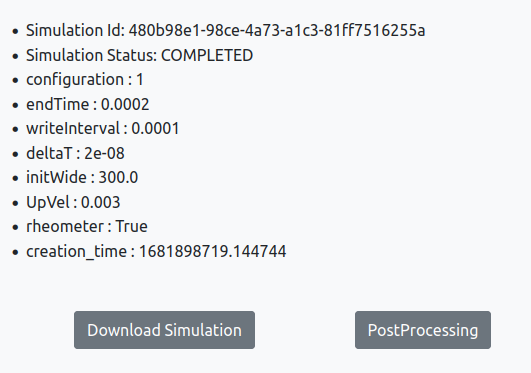 Simulation Id: 480b98e1-98ce-4a73-a1c3-81ff7516255a
Simulation Status: COMPLETED
configuration : 1
endTime : 0.0002
writeInterval : 0.0001
deltaT : 2e-08
initWide : 300.0
UpVel : 0.003
rheometer : True
creation_time : 1681898719.144744
Download Simulation PostProcessing